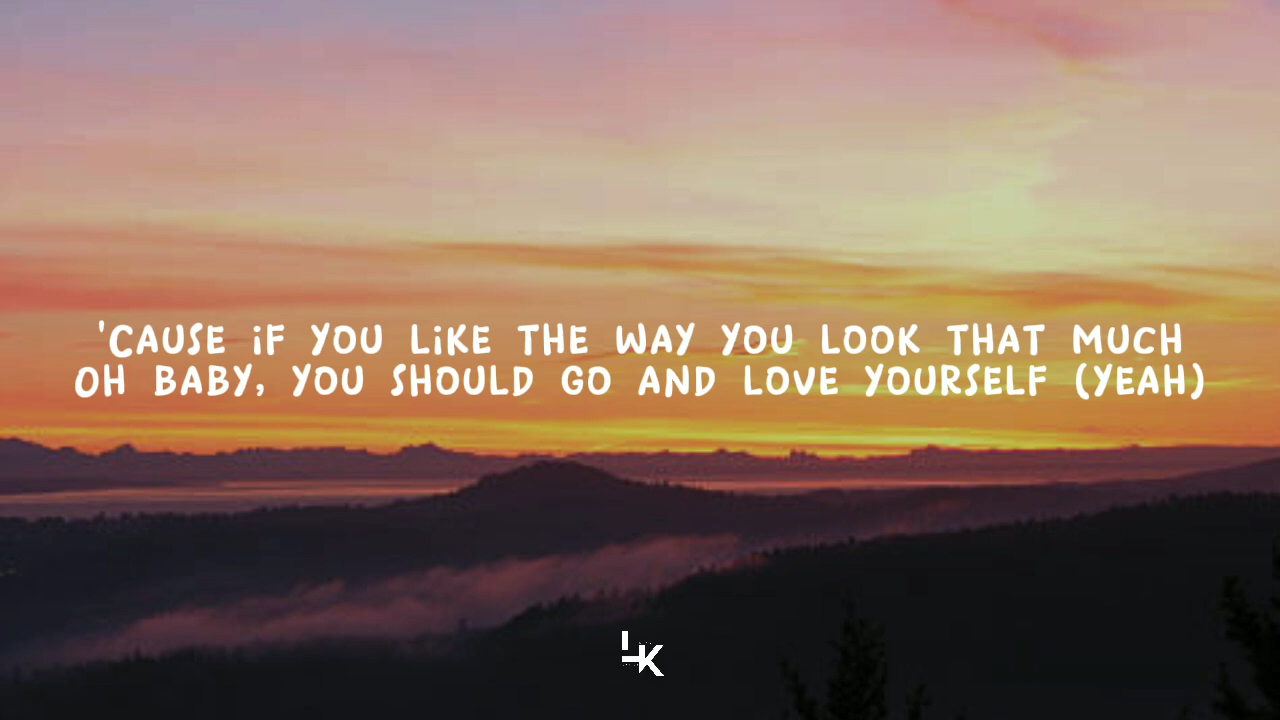 'CAUSE iF YOU LiKE THE WAY YOU LOOK THAT MUCH
OH BABY, YOU SHOULD GO AND LOVE YOURSELF (YEAH)
LK